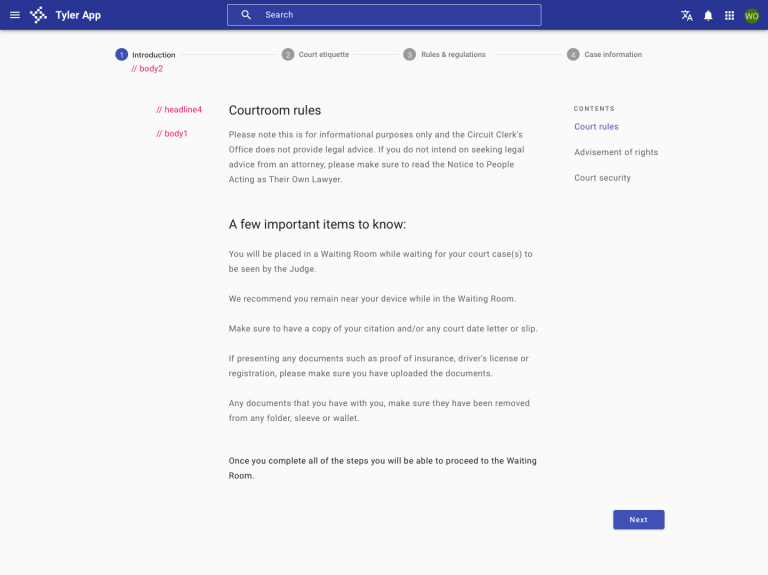 Tyler App
Search
WO
1 Introduction
2 Court etiquette
3 Rules & regulations
4 Case information
// body2
// headline4
Courtroom rules
// body1
Please note this is for informational purposes only and the Circuit Clerk's
Office does not provide legal advice. If you do not intend on seeking legal
advice from an attorney, please make sure to read the Notice to People
Acting as Their Own Lawyer.
A few important items to know:
You will be placed in a Waiting Room while waiting for your court case(s) to
be seen by the Judge.
We recommend you remain near your device while in the Waiting Room.
Make sure to have a copy of your citation and/or any court date letter or slip.
If presenting any documents such as proof of insurance, driver's license or
registration, please make sure you have uploaded the documents.
Any documents that you have with you, make sure they have been removed
from any folder, sleeve or wallet.
Once you complete all of the steps you will be able to proceed to the Waiting
Room.
CONTENTS
Court rules
Advisement of rights
Court security
Next